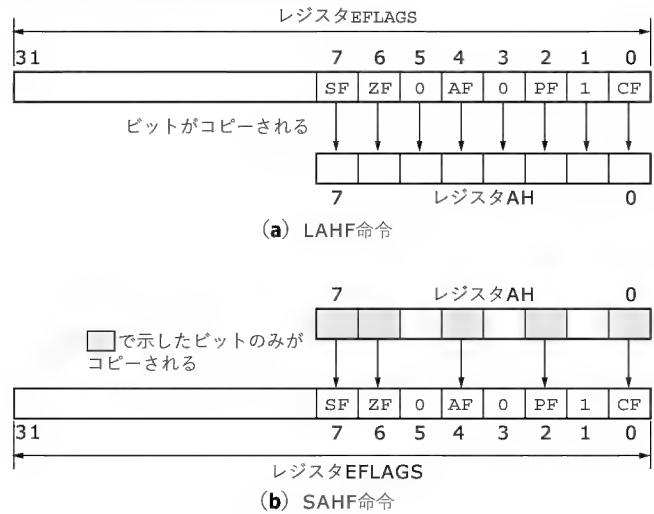 レジスタEFLAGS
31 7 6 5 4 3 2 1 0
SF ZF 0 AF 0 PF 1 CF
ビットがコピーされる
7 レジスタAH 0
(a) LAHF命令
7 レジスタAH 0
で示したビットのみが
コピーされる
SF ZF 0 AF 0 PF 1 CF
31 7 6 5 4 3 2 1 0
レジスタEFLAGS
(b) SAHF命令